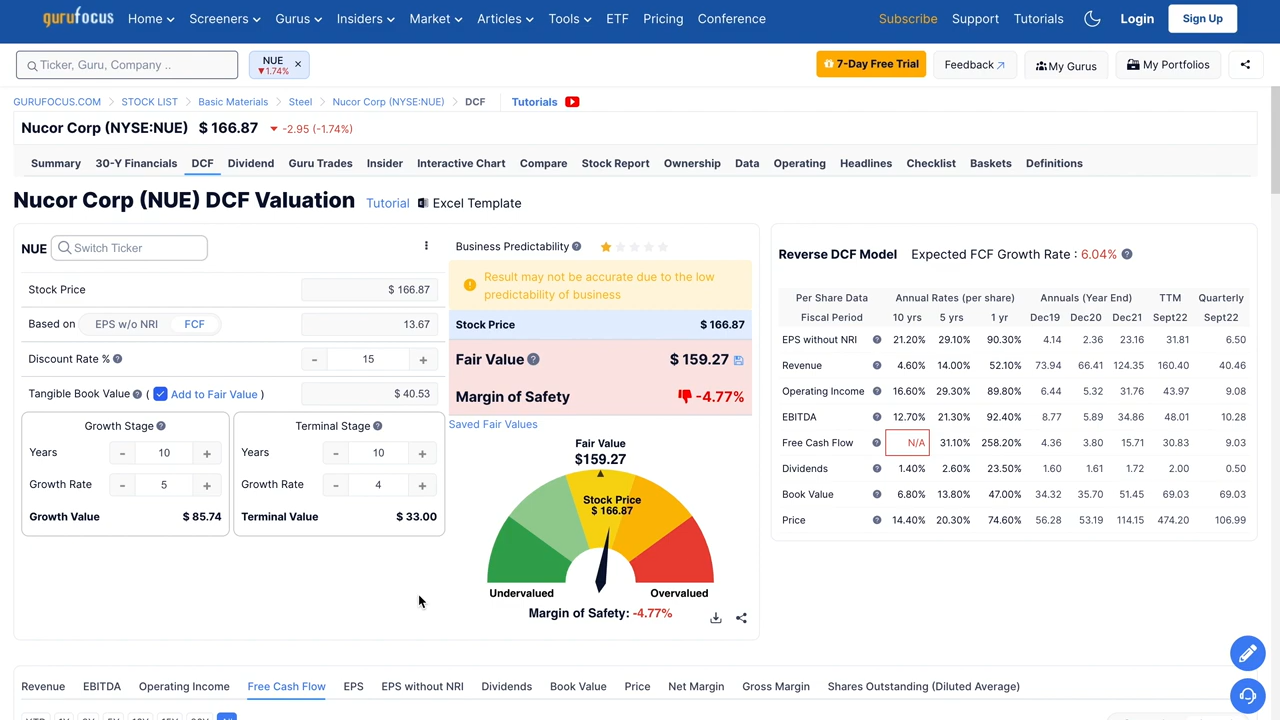 gurufocus Home Screeners Gurus Insiders Market Articles Tools ETF Pricing Conference Subscribe Support Tutorials Login Sign Up
Ticker, Guru, Company .. NUE ▼1.74% × 7-Day Free Trial Feedback My Gurus My Portfolios
GURUFOCUS.COM > STOCK LIST > Basic Materials > Steel > Nucor Corp (NYSE:NUE) > DCF Tutorials
Nucor Corp (NYSE:NUE) $ 166.87 ▼ -2.95 (-1.74%)
Summary 30-Y Financials DCF Dividend Guru Trades Insider Interactive Chart Compare Stock Report Ownership Data Operating Headlines Checklist Baskets Definitions
Nucor Corp (NUE) DCF Valuation Tutorial Excel Template
NUE Switch Ticker
Stock Price $ 166.87
Based on EPS w/o NRI FCF 13.67
Discount Rate % - 15 +
Tangible Book Value ( Add to Fair Value ) $ 40.53
Growth Stage
Years - 10 +
Growth Rate - 5 +
Growth Value $ 85.74
Terminal Stage
Years - 10 +
Growth Rate - 4 +
Terminal Value $ 33.00
Business Predictability
Result may not be accurate due to the low
predictability of business
Stock Price $ 166.87
Fair Value $ 159.27
Margin of Safety -4.77%
Saved Fair Values
Fair Value
$159.27
Stock Price
$ 166.87
Undervalued Overvalued
Margin of Safety: -4.77%
Reverse DCF Model Expected FCF Growth Rate : 6.04%
Per Share Data Annual Rates (per share) Annuals (Year End) TTM Quarterly
Fiscal Period 10 yrs 5 yrs 1 yr Dec19 Dec20 Dec21 Sept22 Sept22
EPS without NRI 21.20% 29.10% 90.30% 4.14 2.36 23.16 31.81 6.50
Revenue 4.60% 14.00% 52.10% 73.94 66.41 124.35 160.40 40.46
Operating Income 16.60% 29.30% 89.80% 6.44 5.32 31.76 43.97 9.08
EBITDA 12.70% 21.30% 92.40% 8.77 5.89 34.86 48.01 10.28
Free Cash Flow N/A 31.10% 258.20% 4.36 3.80 15.71 30.83 9.03
Dividends 1.40% 2.60% 23.50% 1.60 1.61 1.72 2.00 0.50
Book Value 6.80% 13.80% 47.00% 34.32 35.70 51.45 69.03 69.03
Price 14.40% 20.30% 74.60% 56.28 53.19 114.15 474.20 106.99
Revenue EBITDA Operating Income Free Cash Flow EPS EPS without NRI Dividends Book Value Price Net Margin Gross Margin Shares Outstanding (Diluted Average)